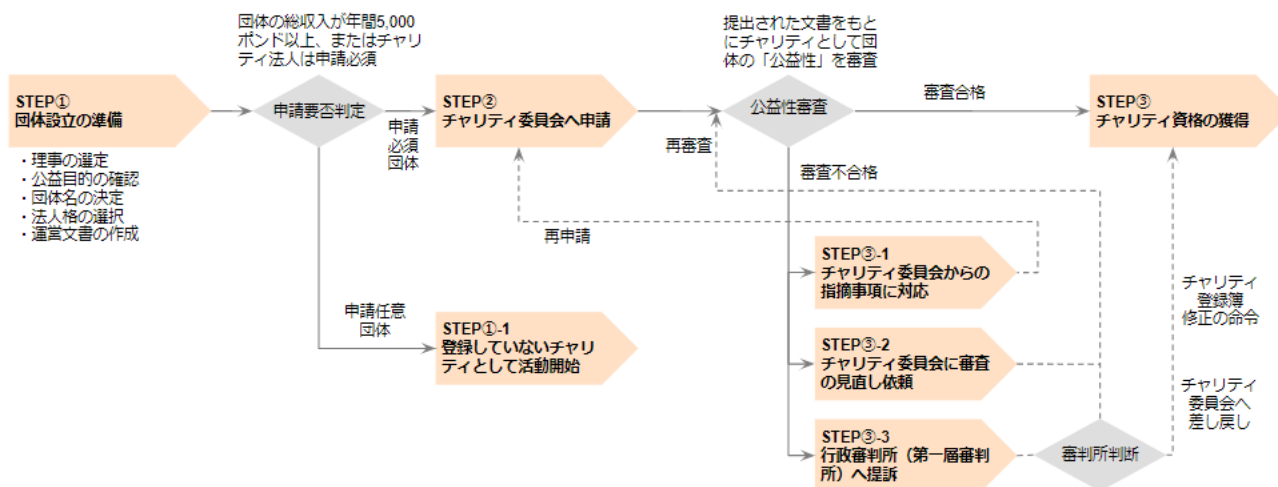 団体の総収入が年間5,000
ポンド以上、またはチャリ
ティ法人は申請必須
提出された文書をもと
にチャリティとして団
体の「公益性」を審査
STEP①
団体設立の準備
申請要否判定
申請
必須
団体
STEP②
チャリティ委員会へ申請
公益性審査
審査合格
STEP③
チャリティ資格の獲得
・理事の選定
・公益目的の確認
・団体名の決定
・法人格の選択
・運営文書の作成
再審査
審査不合格
再申請
STEP③-1
チャリティ委員会からの
指摘事項に対応
チャリティ
登録簿
修正の命令
申請任意
団体
STEP①-1
登録していないチャリ
ティとして活動開始
STEP③-2
チャリティ委員会に審査
の見直し依頼
チャリティ
委員会へ
差し戻し
STEP③-3
行政審判所（第一届審判
所）へ提訴
審判所判断